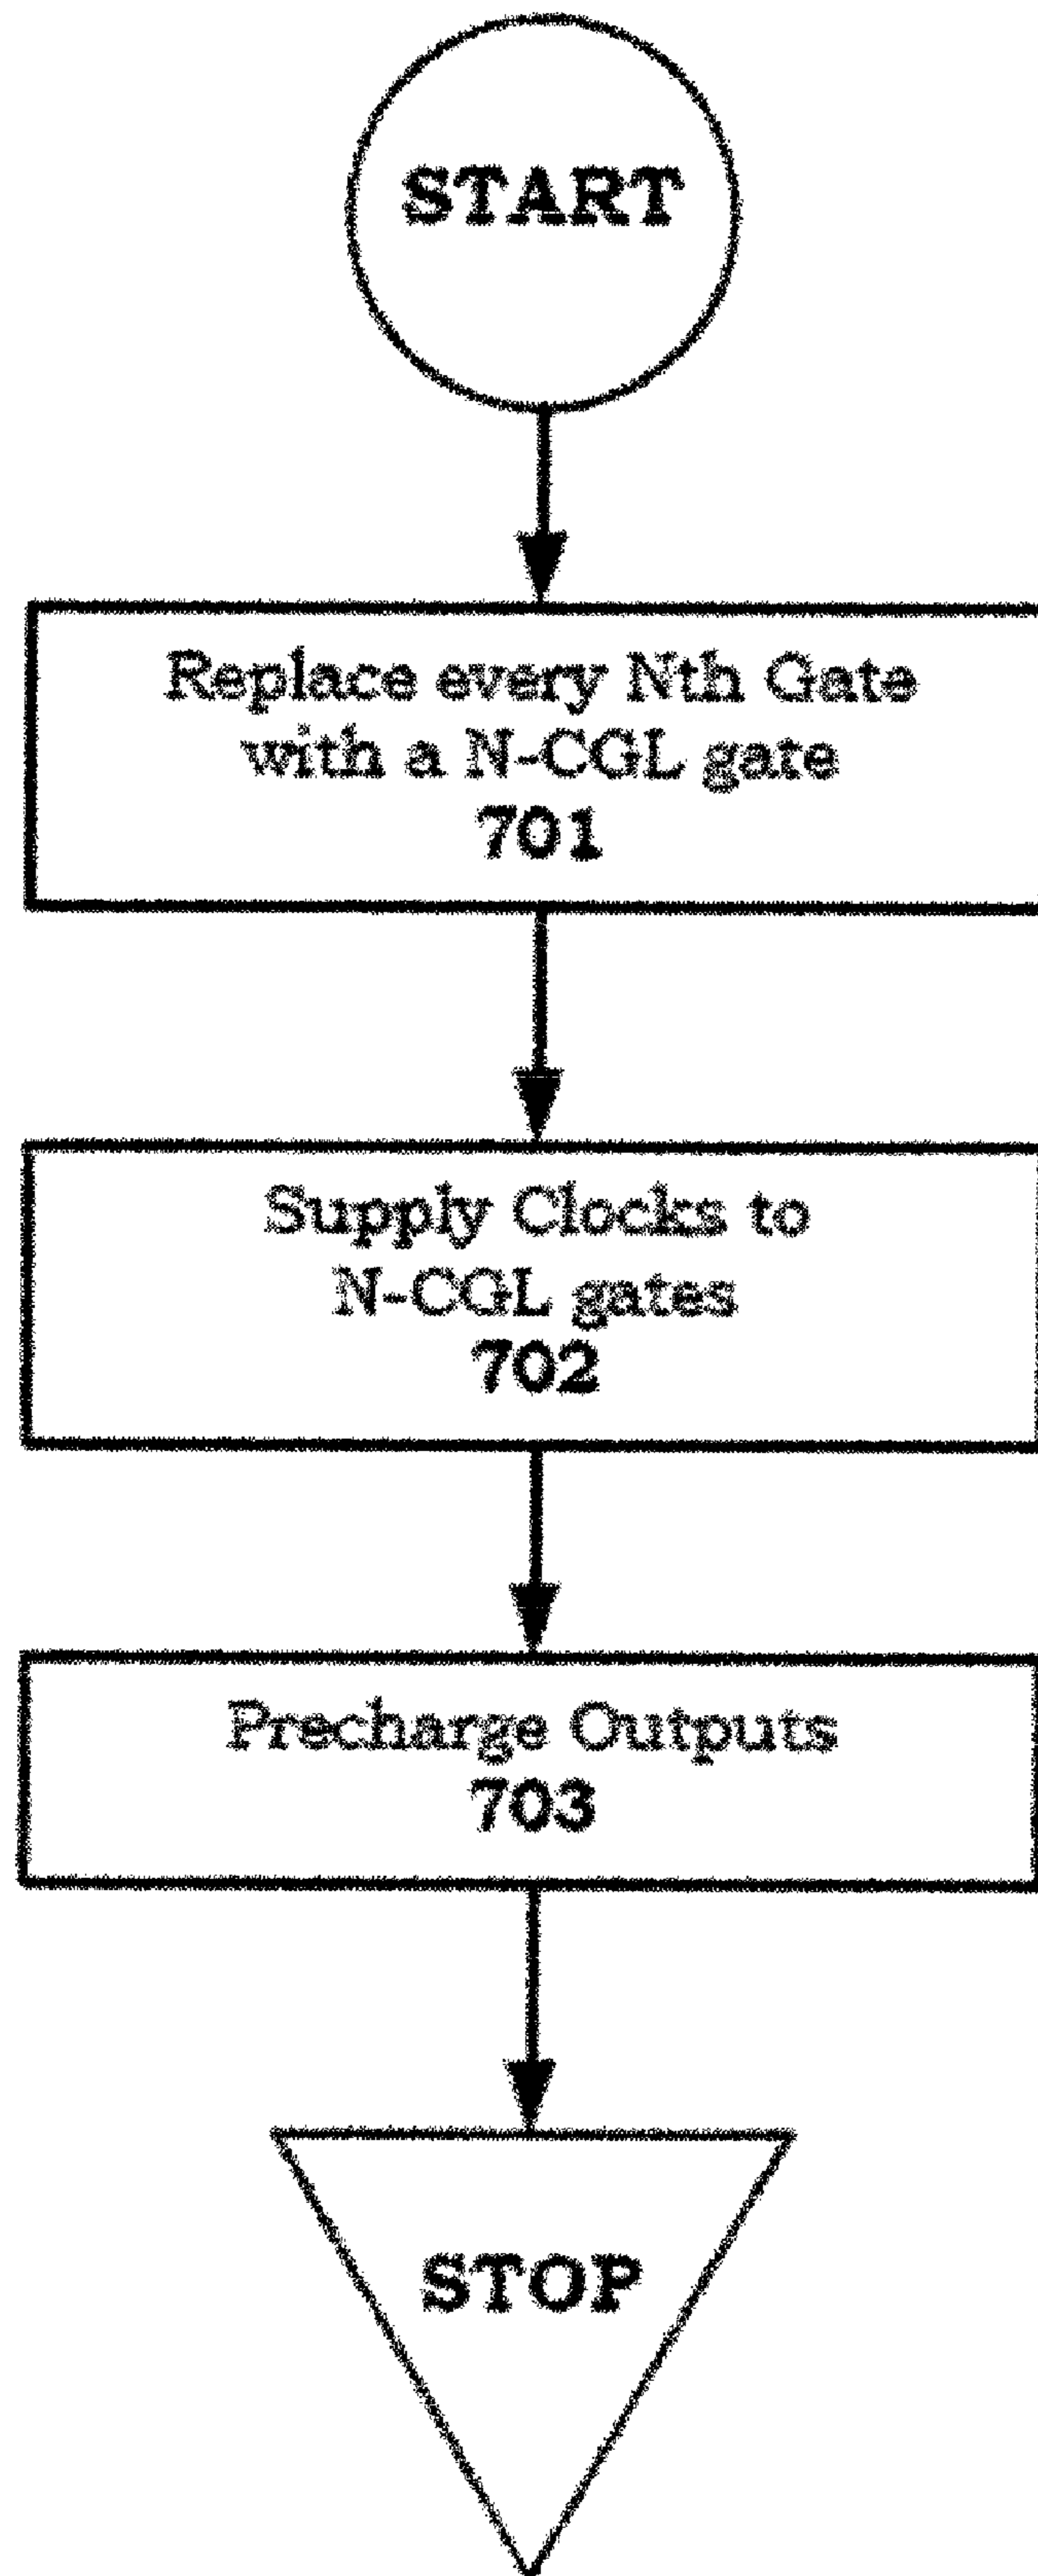 START
Replace every Nth Gate
with a N-CGL gate
701
Supply Clocks to
N-CGL gates
702
Precharge Outputs
703
STOP